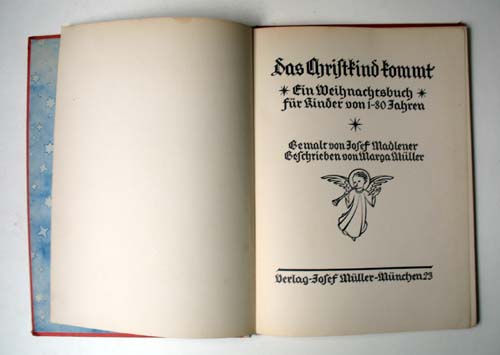 Das Christkind kommt
* Ein Weihnachtsbuch *
für Kinder von 1-80 Jahren
*
Gemalt von Josef Madlener
Geschrieben von Marga Müller
Verlag-Josef Müller-München 23